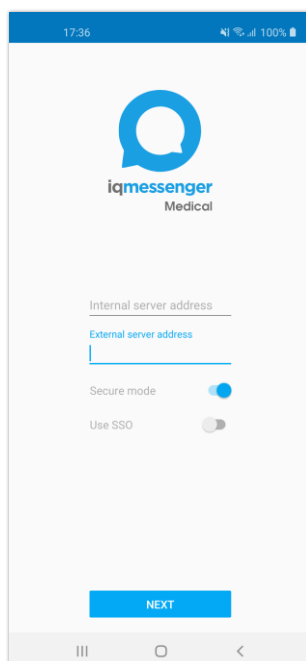 17:36 100%
iqmessenger
Medical
Internal server address
External server address
Secure mode
Use SSO
NEXT